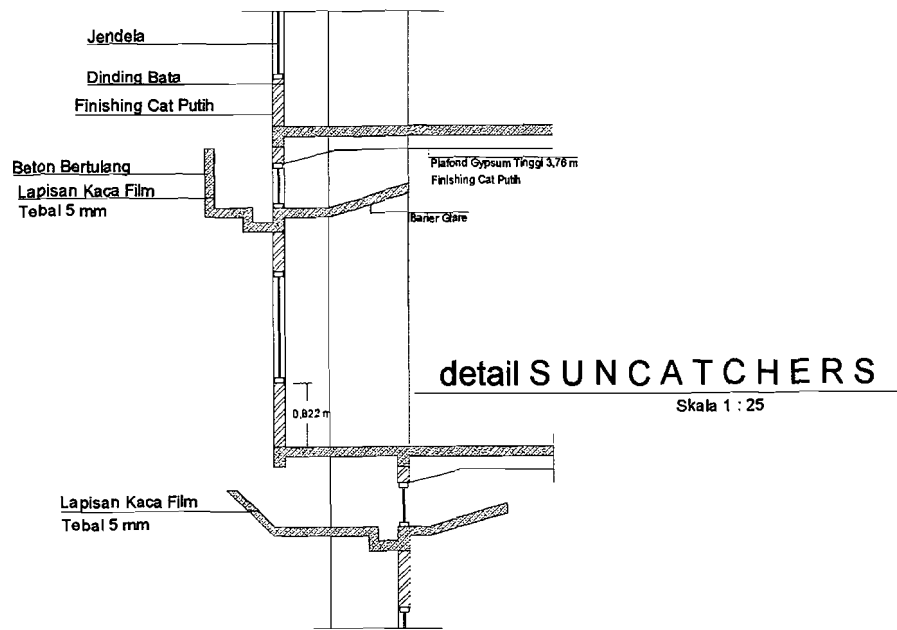 Jendela
Dinding Bata
Finishing Cat Putih
Beton Bertulang
Lapisan Kaca Film
Tebal 5 mm
Plafond Gypsum Tinggi 3,76 m
Finishing Cat Putih
Barier Glare
detail SUNCATCHERS
Skala 1 : 25
0,822 m
Lapisan Kaca Film
Tebal 5 mm